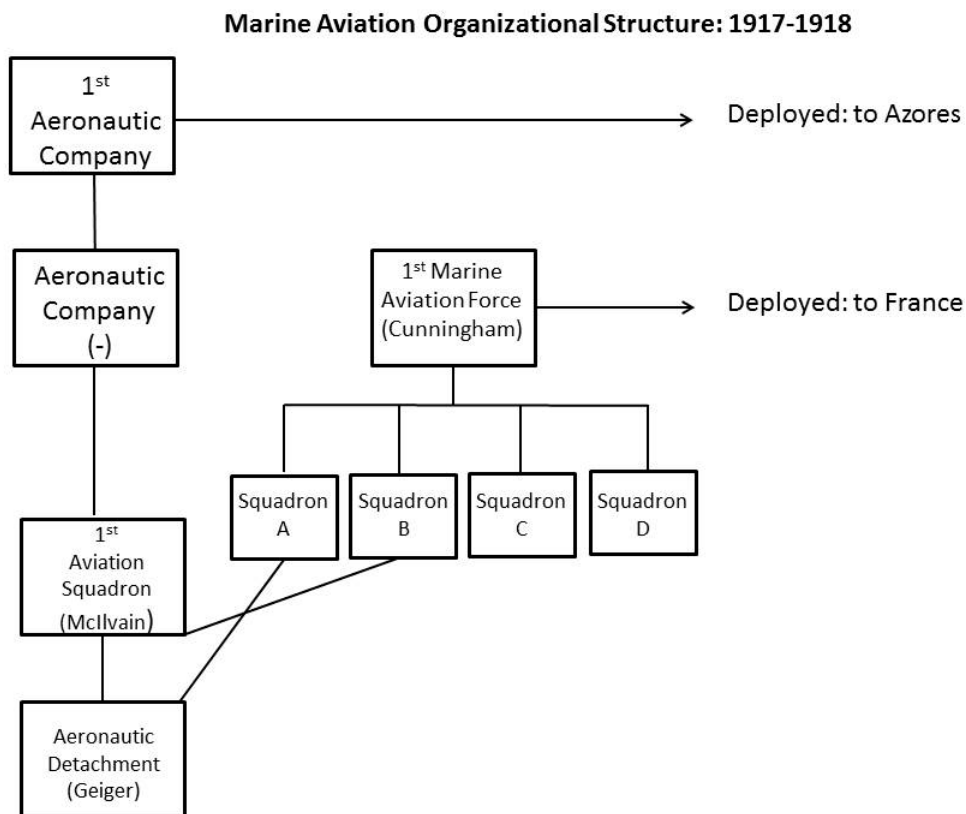 Marine Aviation Organizational Structure: 1917-1918
1st
Aeronautic
Company
Deployed: to Azores
Aeronautic
Company
(-)
1st Marine
Aviation Force
(Cunningham)
Deployed: to France
Squadron
A
Squadron
B
Squadron
C
Squadron
D
1st
Aviation
Squadron
(McIlvain)
Aeronautic
Detachment
(Geiger)